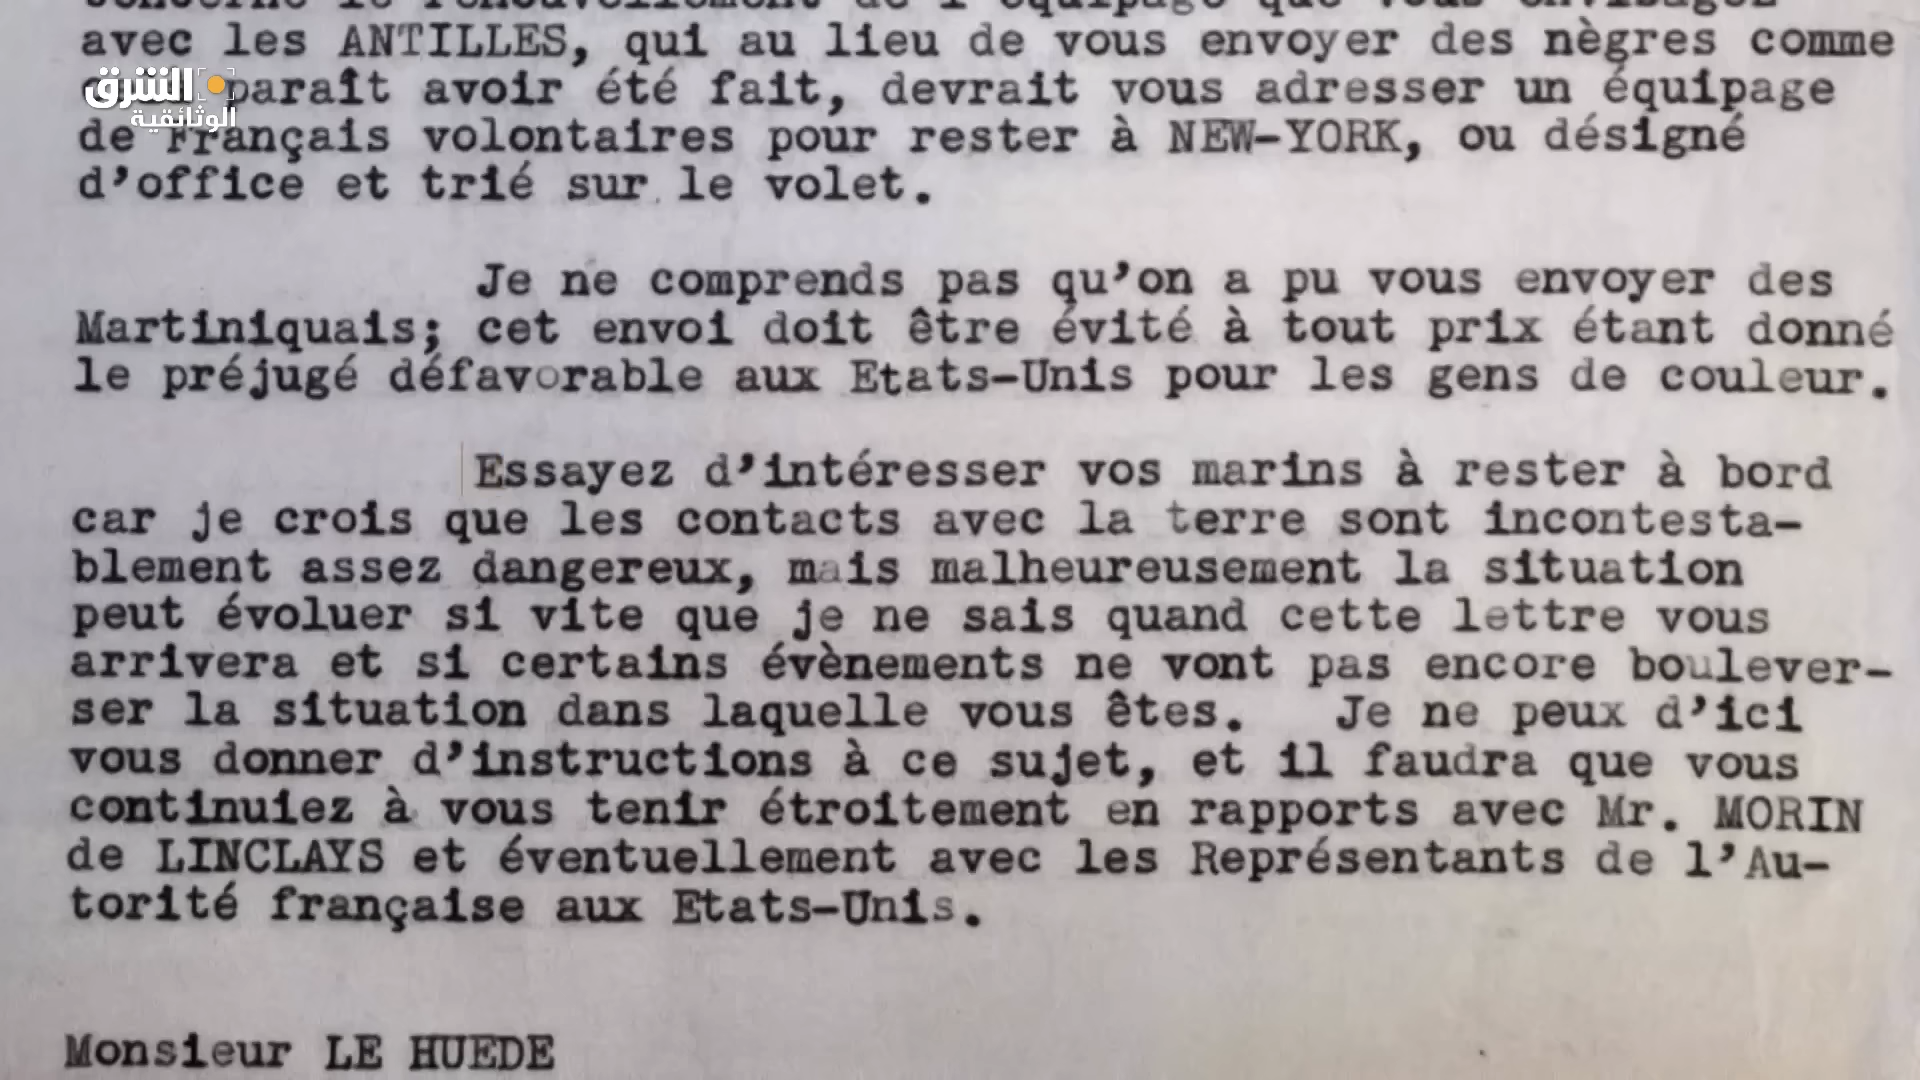 avec les ANTILLES, qui au lieu de vous envoyer des nègres comme
الشرق
paraît avoir été fait, devrait vous adresser un équipage
الوثائقية
de Français volontaires pour rester à NEW-YORK, ou désigné
d'office et trié sur le volet.
Je ne comprends pas qu'on a pu vous envoyer des
Martiniquais; cet envoi doit être évité à tout prix étant donné
le préjugé défavorable aux Etats-Unis pour les gens de couleur.
Essayez d'intéresser vos marins à rester à bord
car je crois que les contacts avec la terre sont incontesta-
blement assez dangereux, mais malheureusement la situation
peut évoluer si vite que je ne sais quand cette lettre vous
arrivera et si certains évènements ne vont pas encore boulever-
ser la situation dans laquelle vous êtes. Je ne peux d'ici
vous donner d'instructions à ce sujet, et il faudra que vous
continuiez à vous tenir étroitement en rapports avec Mr. MORIN
de LINCLAYS et éventuellement avec les Représentants de l'Au-
torité française aux Etats-Unis.
Monsieur LE HUEDE